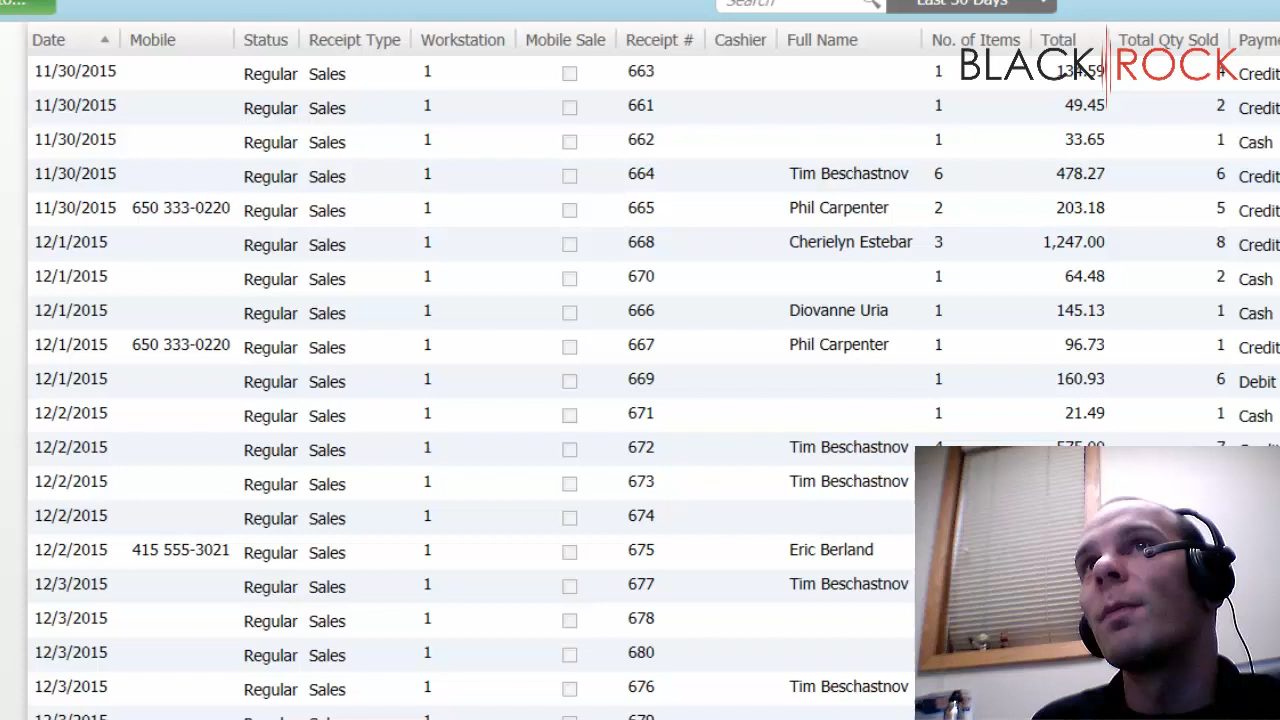 to...
Search Last 30 Days
Date Mobile Status Receipt Type Workstation Mobile Sale Receipt # Cashier Full Name No. of Items Total Total Qty Sold Payme
BLACK ROCK
11/30/2015 Regular Sales 1 663 1 134.59 4 Credit
11/30/2015 Regular Sales 1 661 1 49.45 2 Credit
11/30/2015 Regular Sales 1 662 1 33.65 1 Cash
11/30/2015 Regular Sales 1 664 Tim Beschastnov 6 478.27 6 Credit
11/30/2015 650 333-0220 Regular Sales 1 665 Phil Carpenter 2 203.18 5 Credit
12/1/2015 Regular Sales 1 668 Cherielyn Estebar 3 1,247.00 8 Credit
12/1/2015 Regular Sales 1 670 1 64.48 2 Cash
12/1/2015 Regular Sales 1 666 Diovanne Uria 1 145.13 1 Cash
12/1/2015 650 333-0220 Regular Sales 1 667 Phil Carpenter 1 96.73 1 Credit
12/1/2015 Regular Sales 1 669 1 160.93 6 Debit
12/2/2015 Regular Sales 1 671 1 21.49 1 Cash
12/2/2015 Regular Sales 1 672 Tim Beschastnov
12/2/2015 Regular Sales 1 673 Tim Beschastnov
12/2/2015 Regular Sales 1 674
12/2/2015 415 555-3021 Regular Sales 1 675 Eric Berland
12/3/2015 Regular Sales 1 677 Tim Beschastnov
12/3/2015 Regular Sales 1 678
12/3/2015 Regular Sales 1 680
12/3/2015 Regular Sales 1 676 Tim Beschastnov